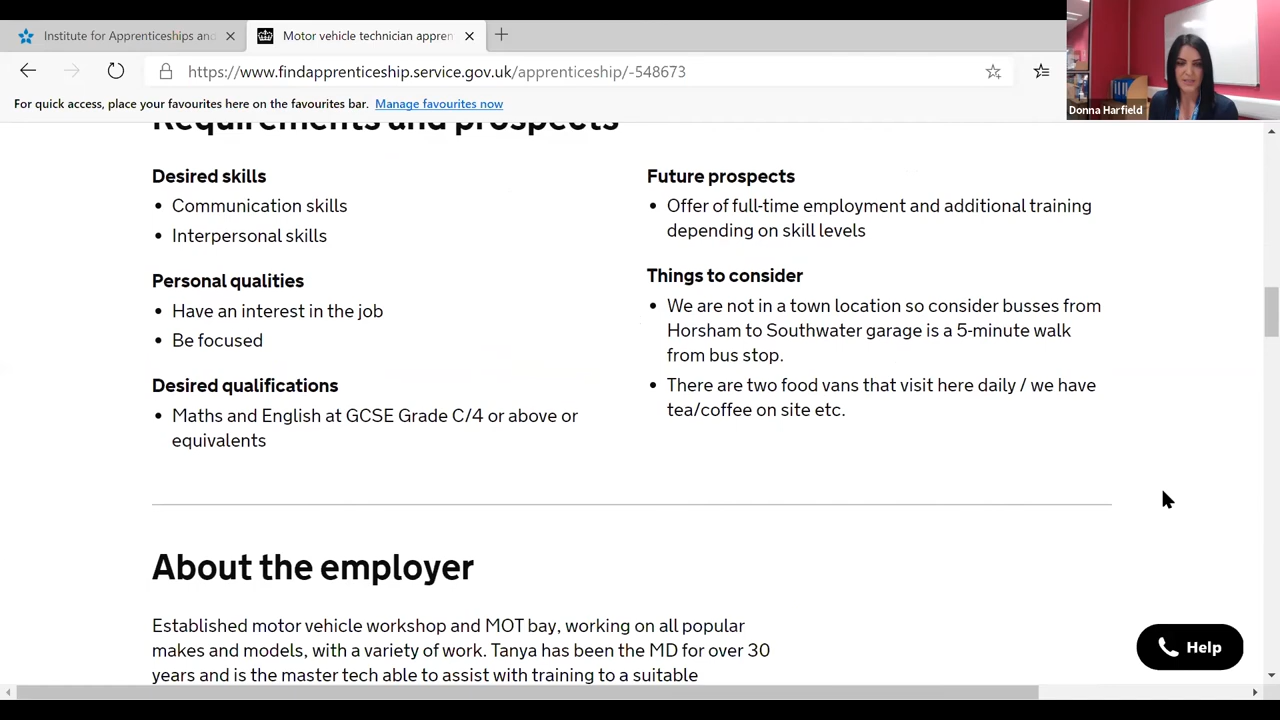 Institute for Apprenticeships and
Motor vehicle technician appren
https://www.findapprenticeship.service.gov.uk/apprenticeship/-548673
For quick access, place your favourites here on the favourites bar. Manage favourites now
Donna Harfield
Requirements and prospects
Desired skills
• Communication skills
• Interpersonal skills
Personal qualities
• Have an interest in the job
• Be focused
Desired qualifications
• Maths and English at GCSE Grade C/4 or above or
equivalents
Future prospects
• Offer of full-time employment and additional training
depending on skill levels
Things to consider
• We are not in a town location so consider busses from
Horsham to Southwater garage is a 5-minute walk
from bus stop.
• There are two food vans that visit here daily / we have
tea/coffee on site etc.
About the employer
Established motor vehicle workshop and MOT bay, working on all popular
makes and models, with a variety of work. Tanya has been the MD for over 30
years and is the master tech able to assist with training to a suitable
Help